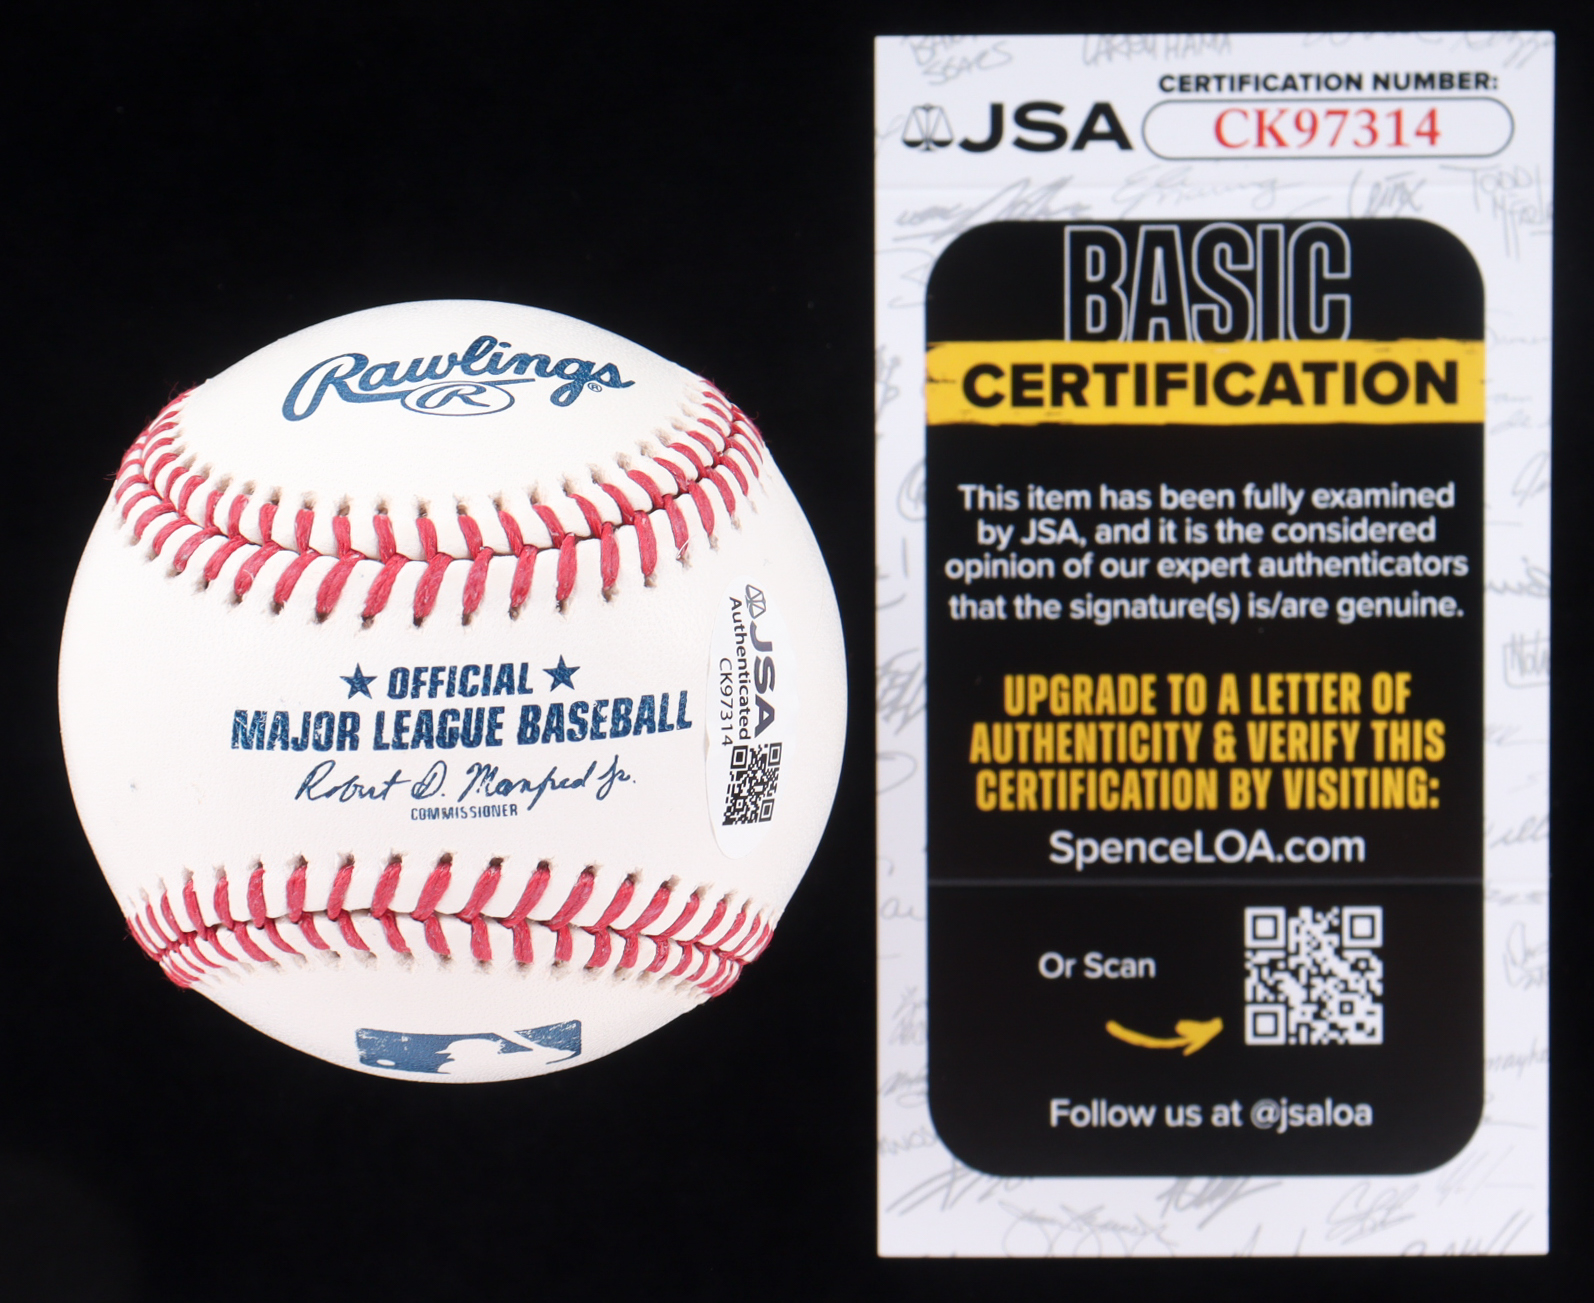 Rawlings®
R
OFFICIAL
MAJOR LEAGUE BASEBALL
Robert D. Manfred Jr.
COMMISSIONER
JSA
Authenticated
CK97314
CERTIFICATION NUMBER:
JSA CK97314
BASIC
CERTIFICATION
This item has been fully examined
by JSA, and it is the considered
opinion of our expert authenticators
that the signature(s) is/are genuine.
UPGRADE TO A LETTER OF
AUTHENTICITY & VERIFY THIS
CERTIFICATION BY VISITING:
SpenceLOA.com
Or Scan
Follow us at @jsaloa
LARRY HAMA